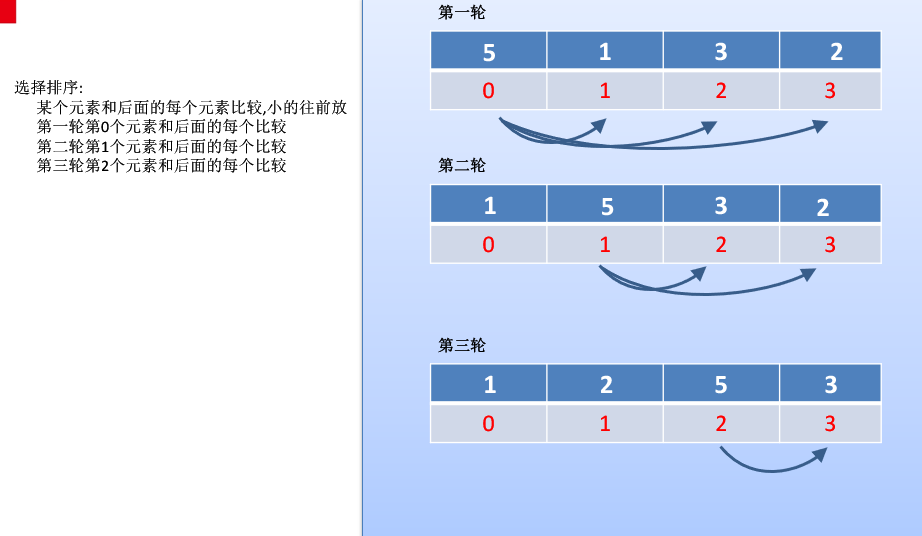 选择排序:
某个元素和后面的每个元素比较,小的往前放
第一轮第0个元素和后面的每个比较
第二轮第1个元素和后面的每个比较
第三轮第2个元素和后面的每个比较
第一轮
5 1 3 2
0 1 2 3
第二轮
1 5 3 2
0 1 2 3
第三轮
1 2 5 3
0 1 2 3